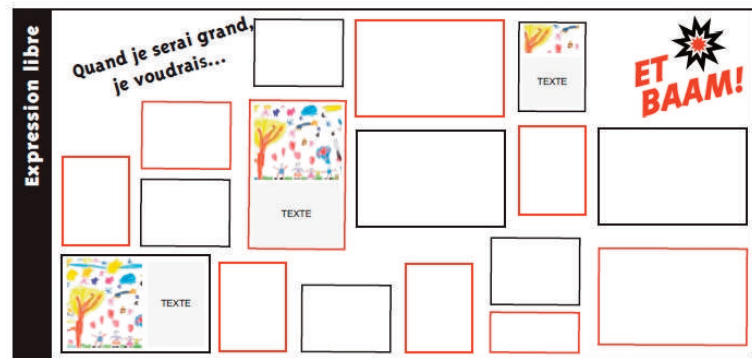 Expression libre
Quand je serai grand,
je voudrais...
TEXTE
ET
BAAM!
TEXTE
TEXTE